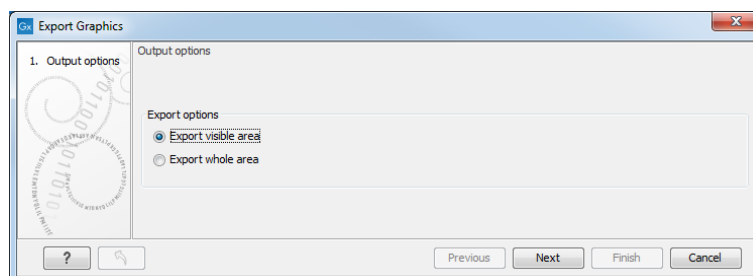 Gx Export Graphics
x
1. Output options
Output options
Export options
Export visible area
Export whole area
?
Previous
Next
Finish
Cancel